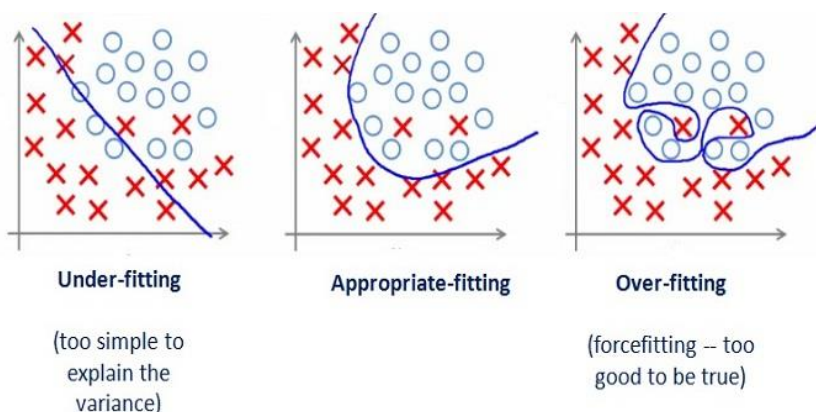 Under-fitting
(too simple to
explain the
variance)
Appropriate-fitting
Over-fitting
(forcefitting -- too
good to be true)